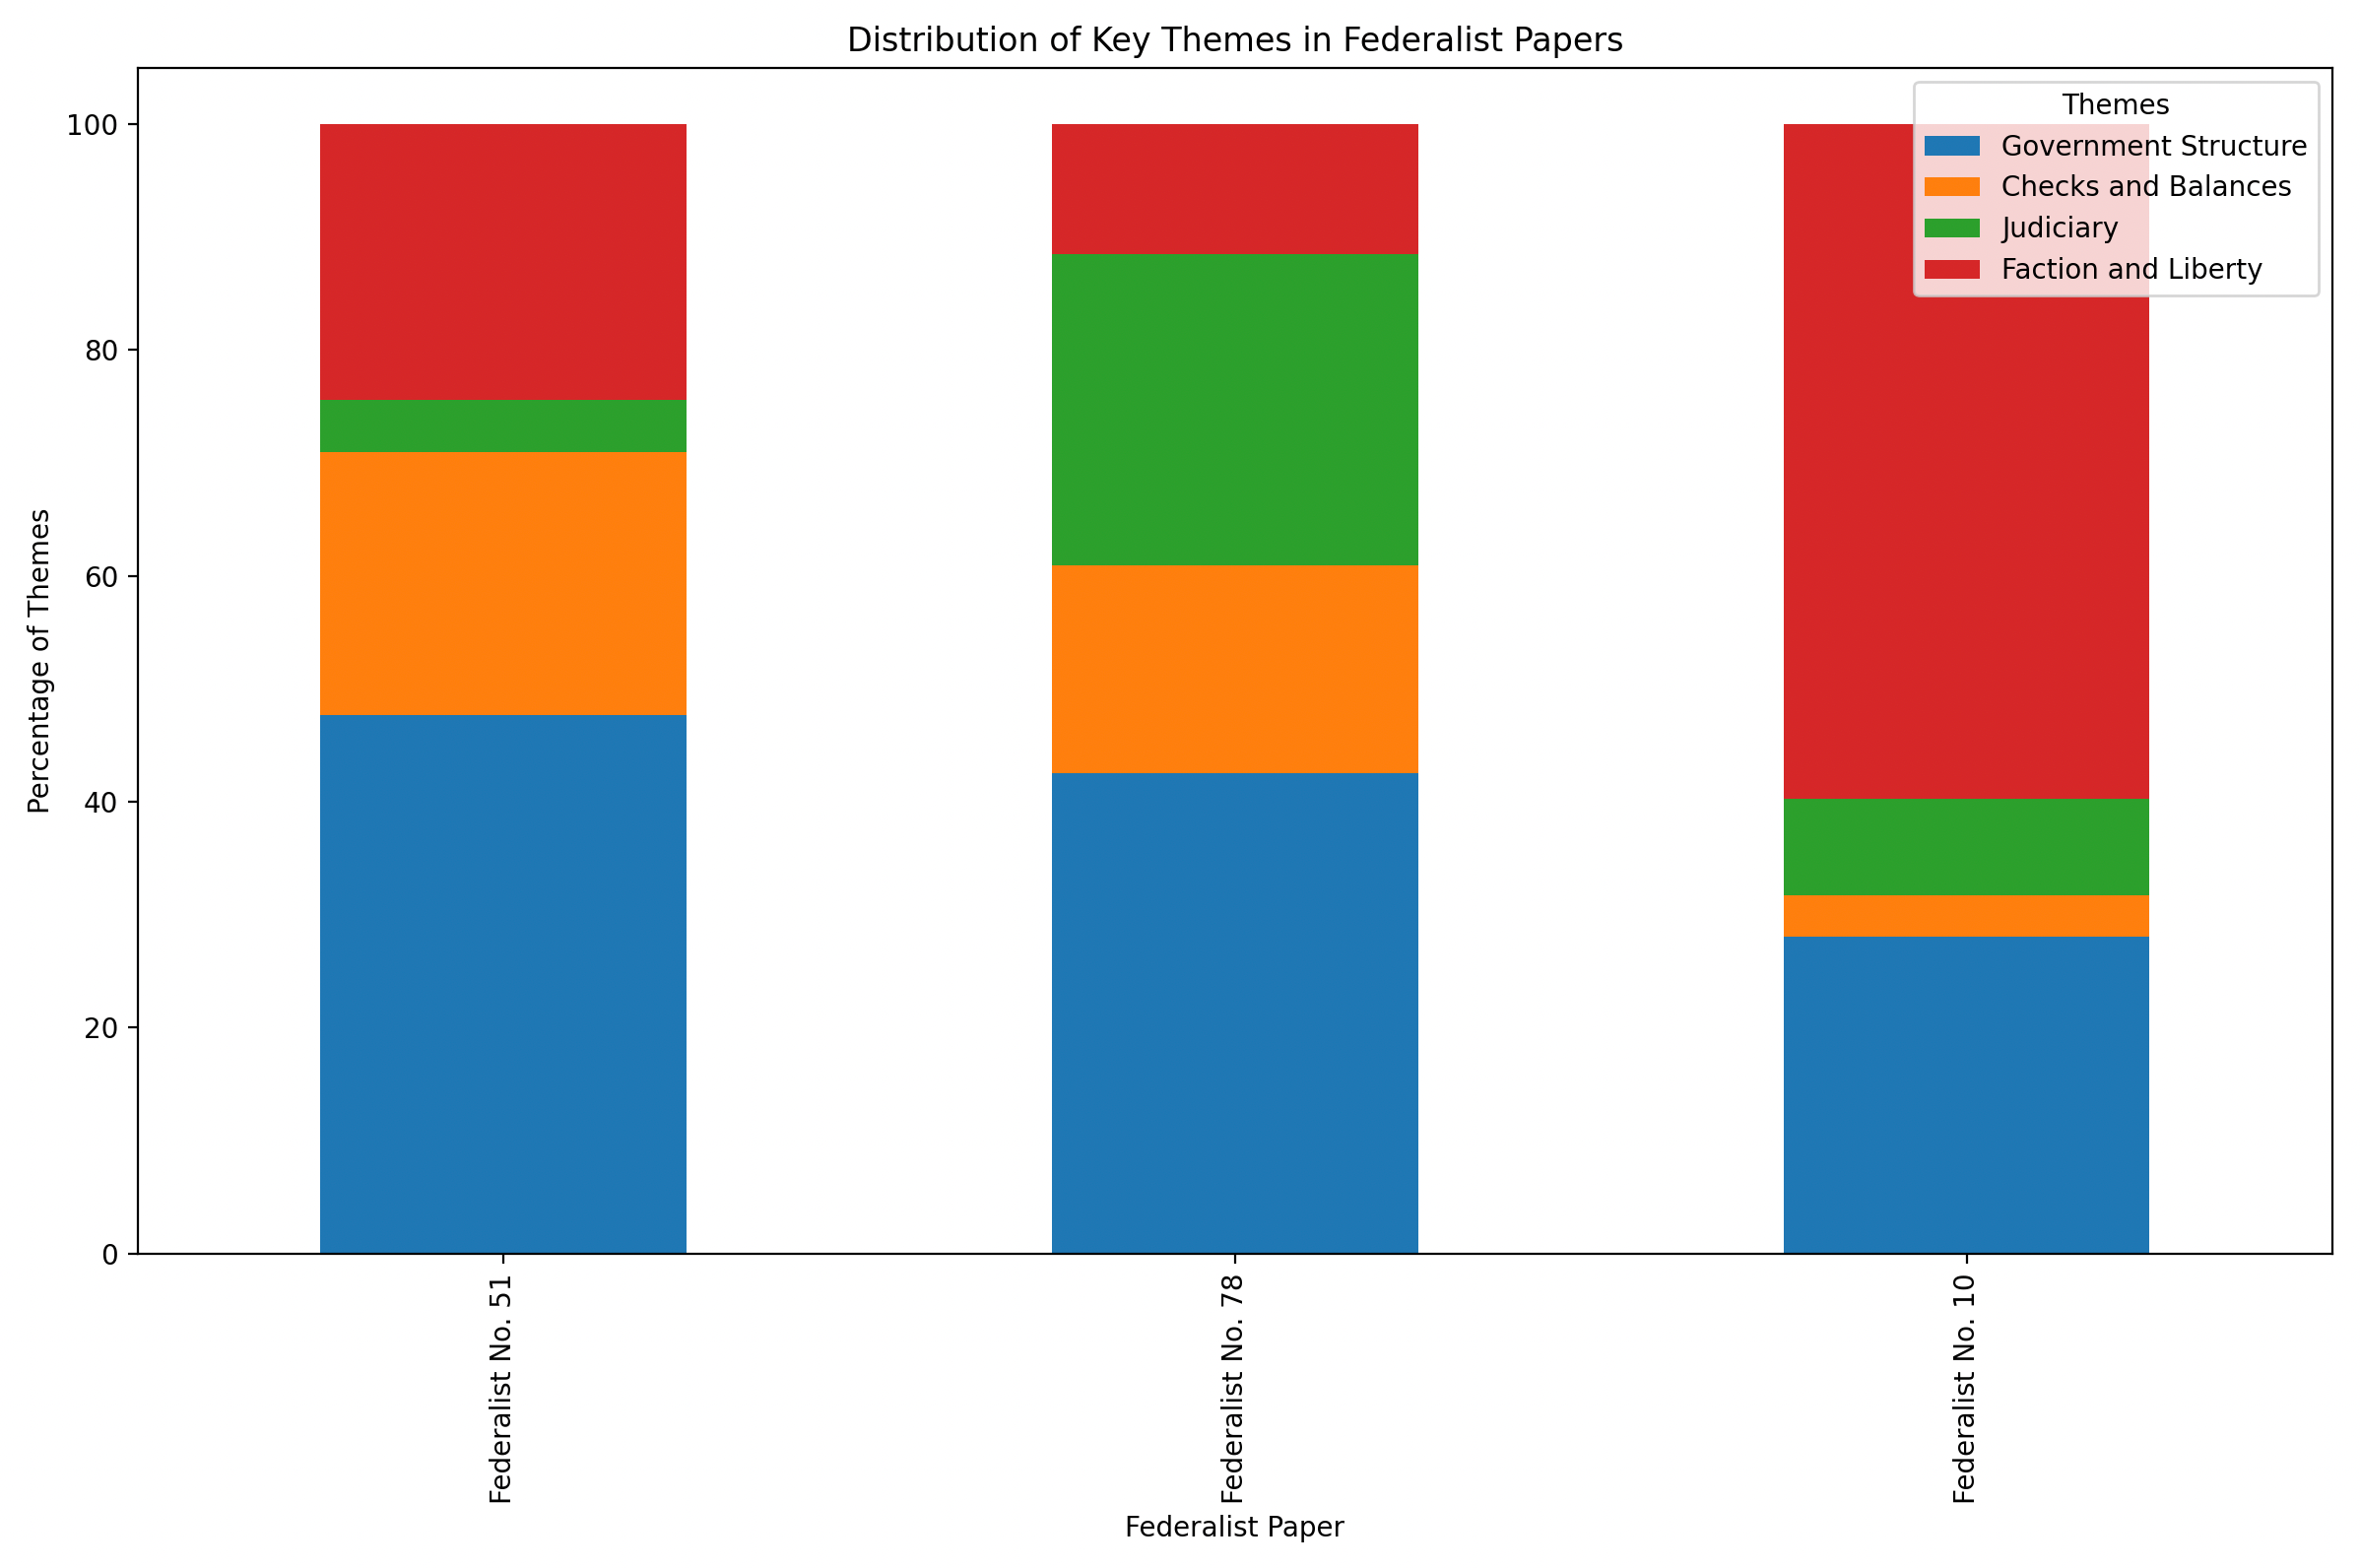 Distribution of Key Themes in Federalist Papers
Themes
Government Structure
Checks and Balances
Judiciary
Faction and Liberty
Percentage of Themes
100
80
60
40
20
0
Federalist No. 51
Federalist No. 78
Federalist No. 10
Federalist Paper